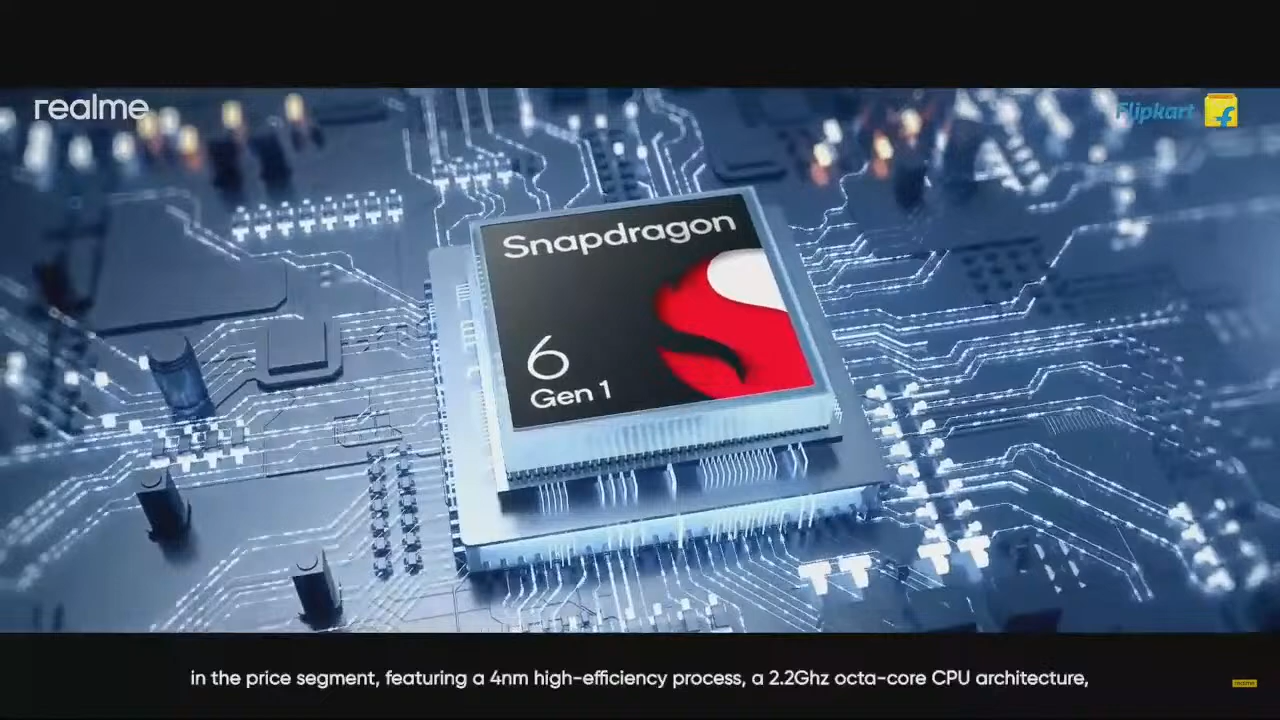 realme
Flipkart
Snapdragon
6
Gen 1
in the price segment, featuring a 4nm high-efficiency process, a 2.2Ghz octa-core CPU architecture,
realme